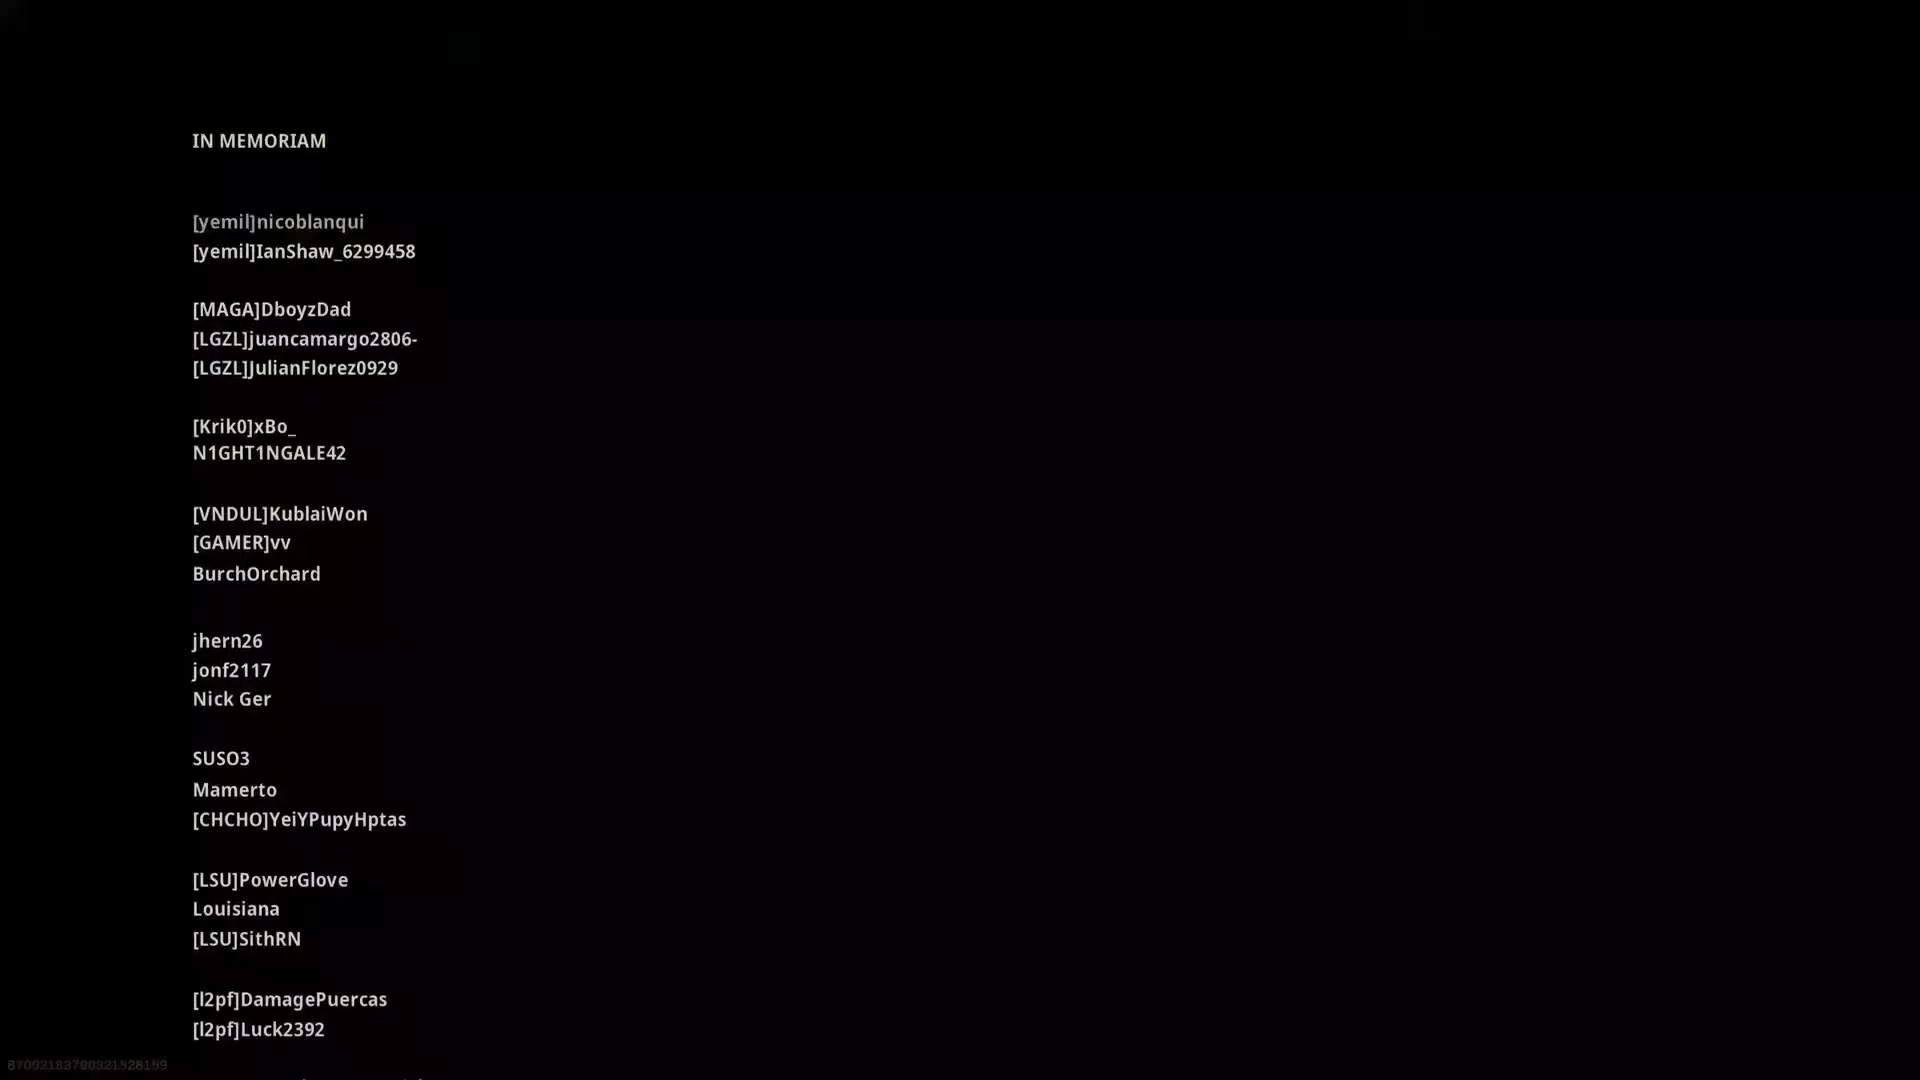 IN MEMORIAM
[yemil]nicoblanqui
[yemil]IanShaw_6299458
[MAGA]DboyzDad
[LGZL]juancamargo2806-
[LGZL]JulianFlorez0929
[Krik0]xBo_
N1GHT1NGALE42
[VNDUL]KublaiWon
[GAMER]vv
BurchOrchard
jhern26
jonf2117
Nick Ger
SUSO3
Mamerto
[CHCHO]YeiYPupyHptas
[LSU]PowerGlove
Louisiana
[LSU]SithRN
[l2pf]DamagePuercas
[l2pf]Luck2392